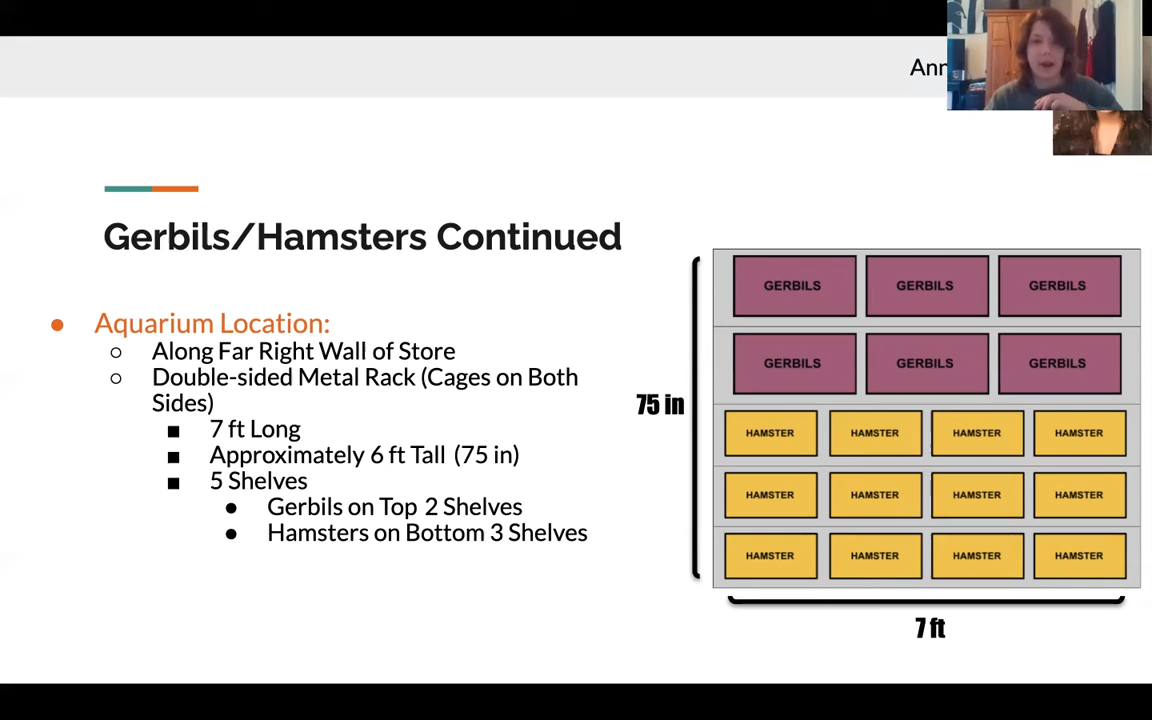 Gerbils/Hamsters Continued
● Aquarium Location:
○ Along Far Right Wall of Store
○ Double-sided Metal Rack (Cages on Both
Sides)
■ 7 ft Long
■ Approximately 6 ft Tall (75 in)
■ 5 Shelves
● Gerbils on Top 2 Shelves
● Hamsters on Bottom 3 Shelves
75 in
GERBILS GERBILS GERBILS
GERBILS GERBILS GERBILS
HAMSTER HAMSTER HAMSTER HAMSTER
HAMSTER HAMSTER HAMSTER HAMSTER
HAMSTER HAMSTER HAMSTER HAMSTER
7 ft